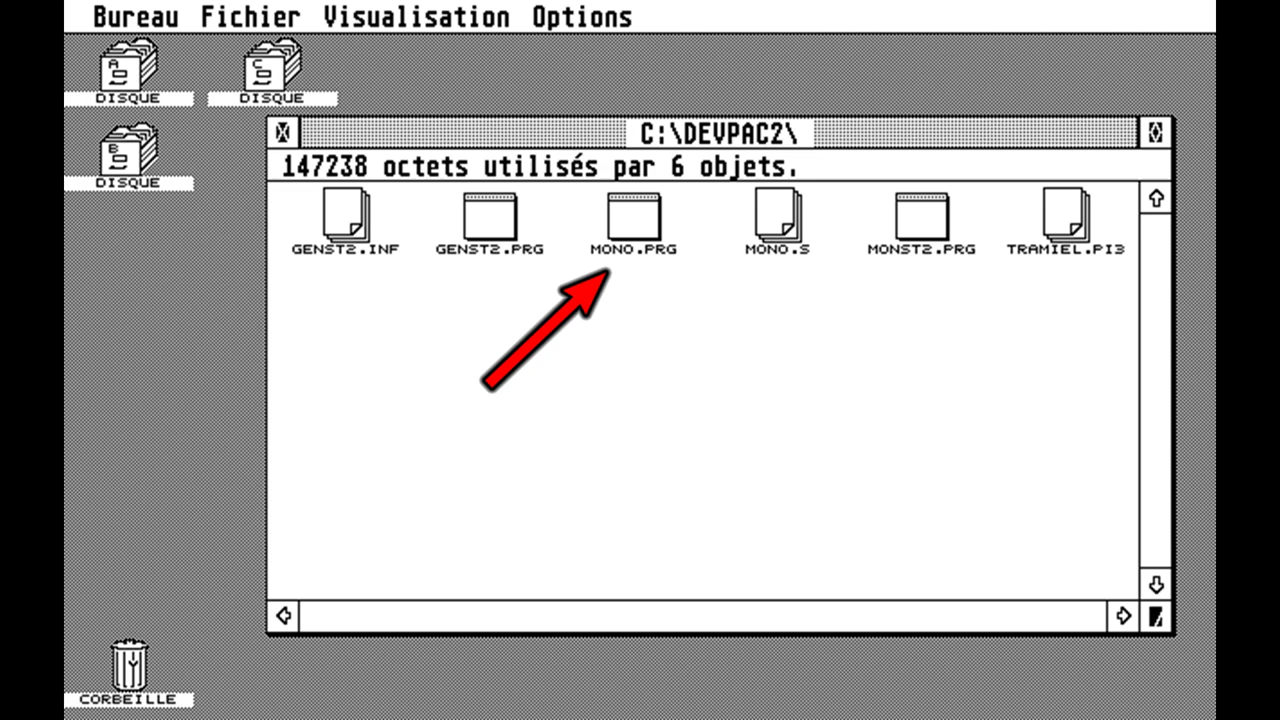 Bureau Fichier Visualisation Options
A
DISQUE
C
DISQUE
B
DISQUE
C:\DEVPAC2\
147238 octets utilisés par 6 objets.
GENST2.INF GENST2.PRG MONO.PRG MONO.S MONST2.PRG TRAMIEL.PI3
CORBEILLE